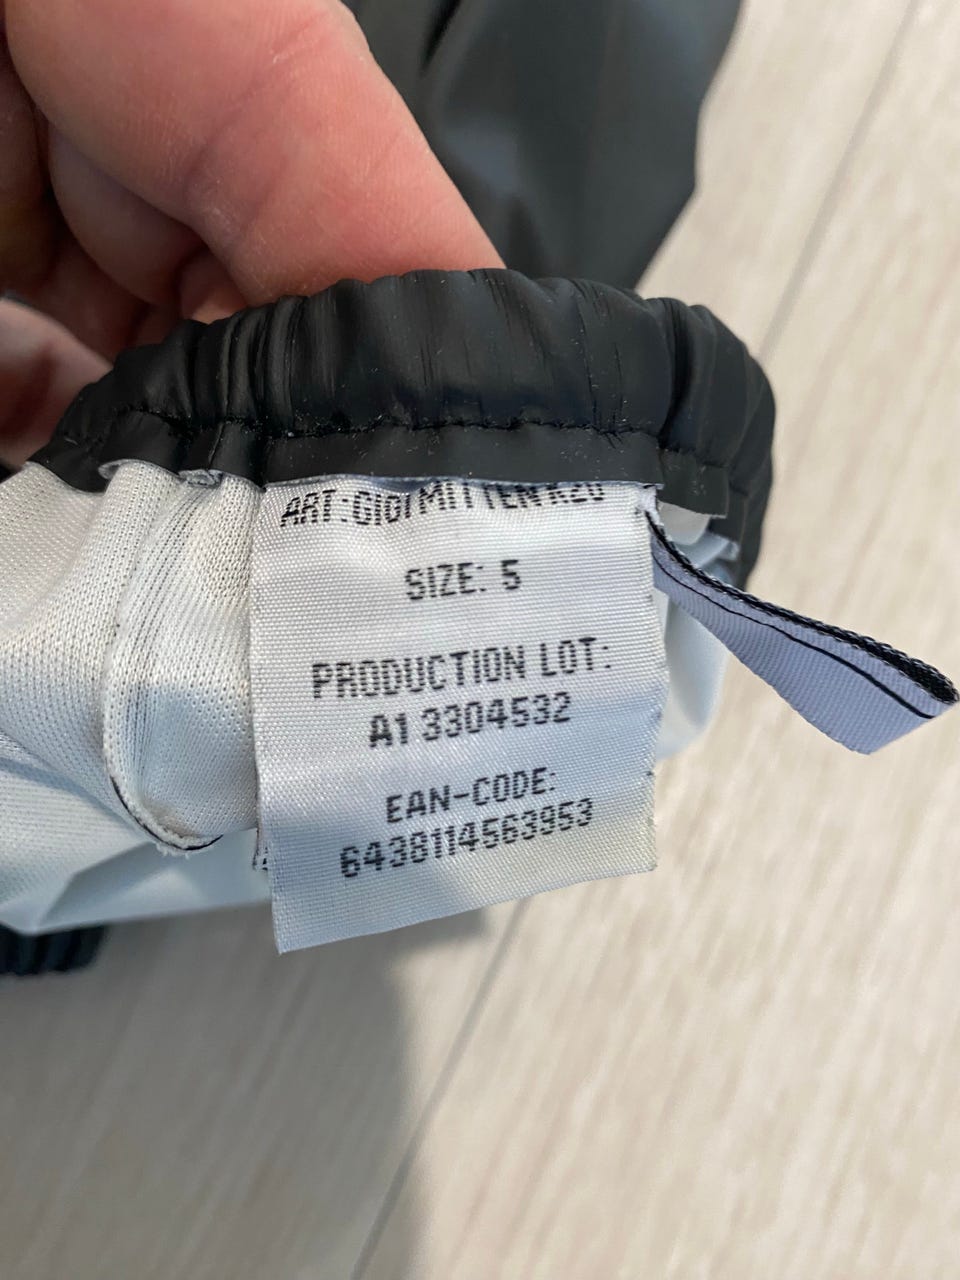 ART:GIGI MITTEN K20
SIZE: 5
PRODUCTION LOT:
A1 3304532
EAN-CODE:
6438114563953